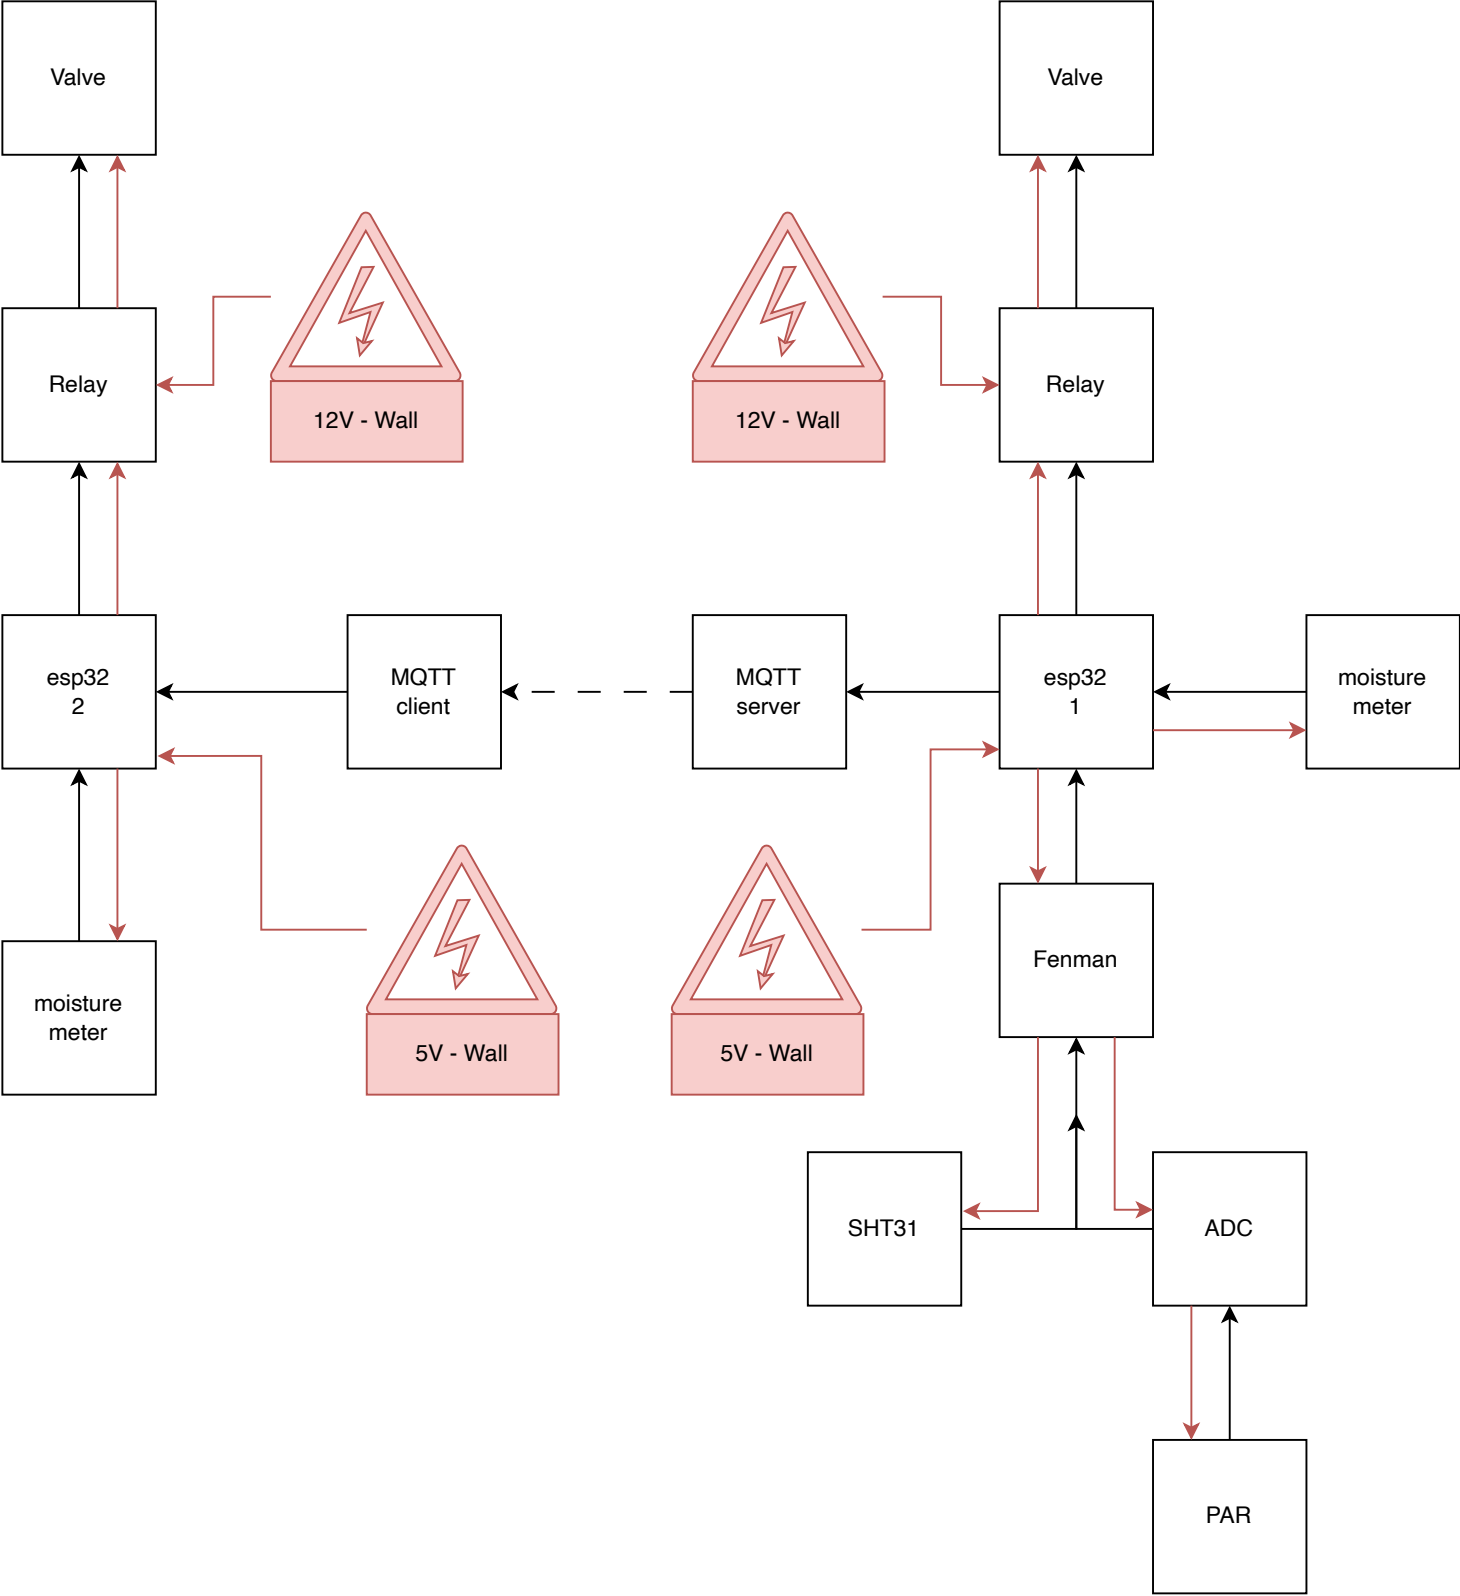 Valve
Valve
Relay
12V - Wall
12V - Wall
Relay
esp32
2
MQTT
client
MQTT
server
esp32
1
moisture
meter
moisture
meter
5V - Wall
5V - Wall
Fenman
SHT31
ADC
PAR